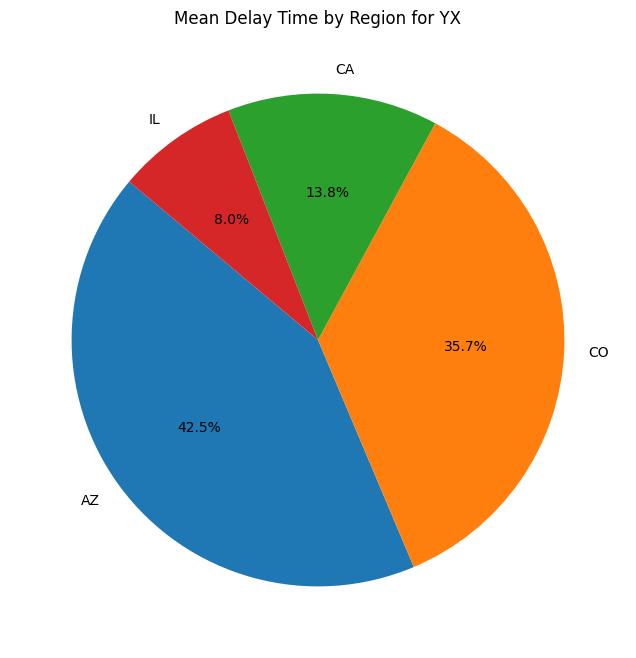 Mean Delay Time by Region for YX
CA
IL
13.8%
8.0%
35.7%
CO
42.5%
AZ